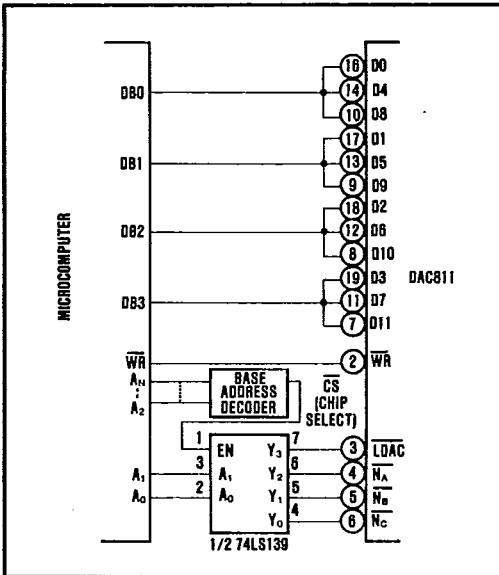 16 D0
DB0 14 D4
10 D8
17 D1
DB1 13 D5
9 D9
18 D2
DB2 12 D6
8 D10
19 D3 DAC811
DB3 11 D7
7 D11
MICROCOMPUTER
WR 2 WR
AN BASE CS
ADDRESS (CHIP
A2 DECODER SELECT)
1 EN Y3 7 3 LDAC
A1 3 A1 Y2 6 4 NA
A0 2 A0 Y1 5 5 NB
Y0 4 6 NC
1/2 74LS139